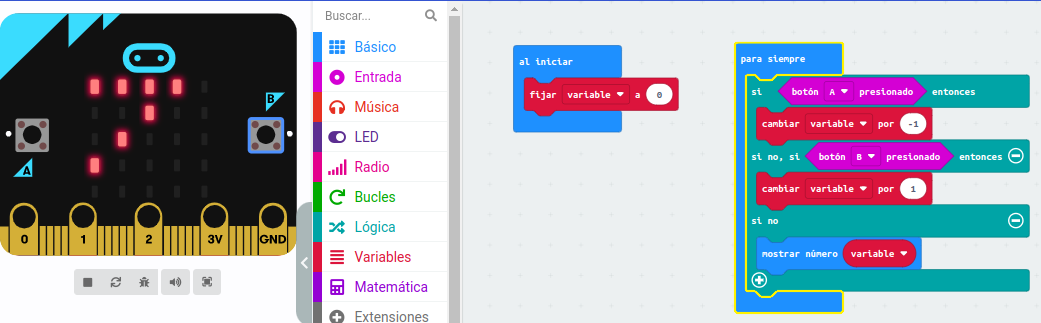 Buscar...
Básico
Entrada
Música
LED
Radio
Bucles
Lógica
Variables
Matemática
Extensiones
A
B
0
1
2
3V
GND
al iniciar
fijar variable a 0
para siempre
si botón A presionado entonces
cambiar variable por -1
si no, si botón B presionado entonces
cambiar variable por 1
si no
mostrar número variable